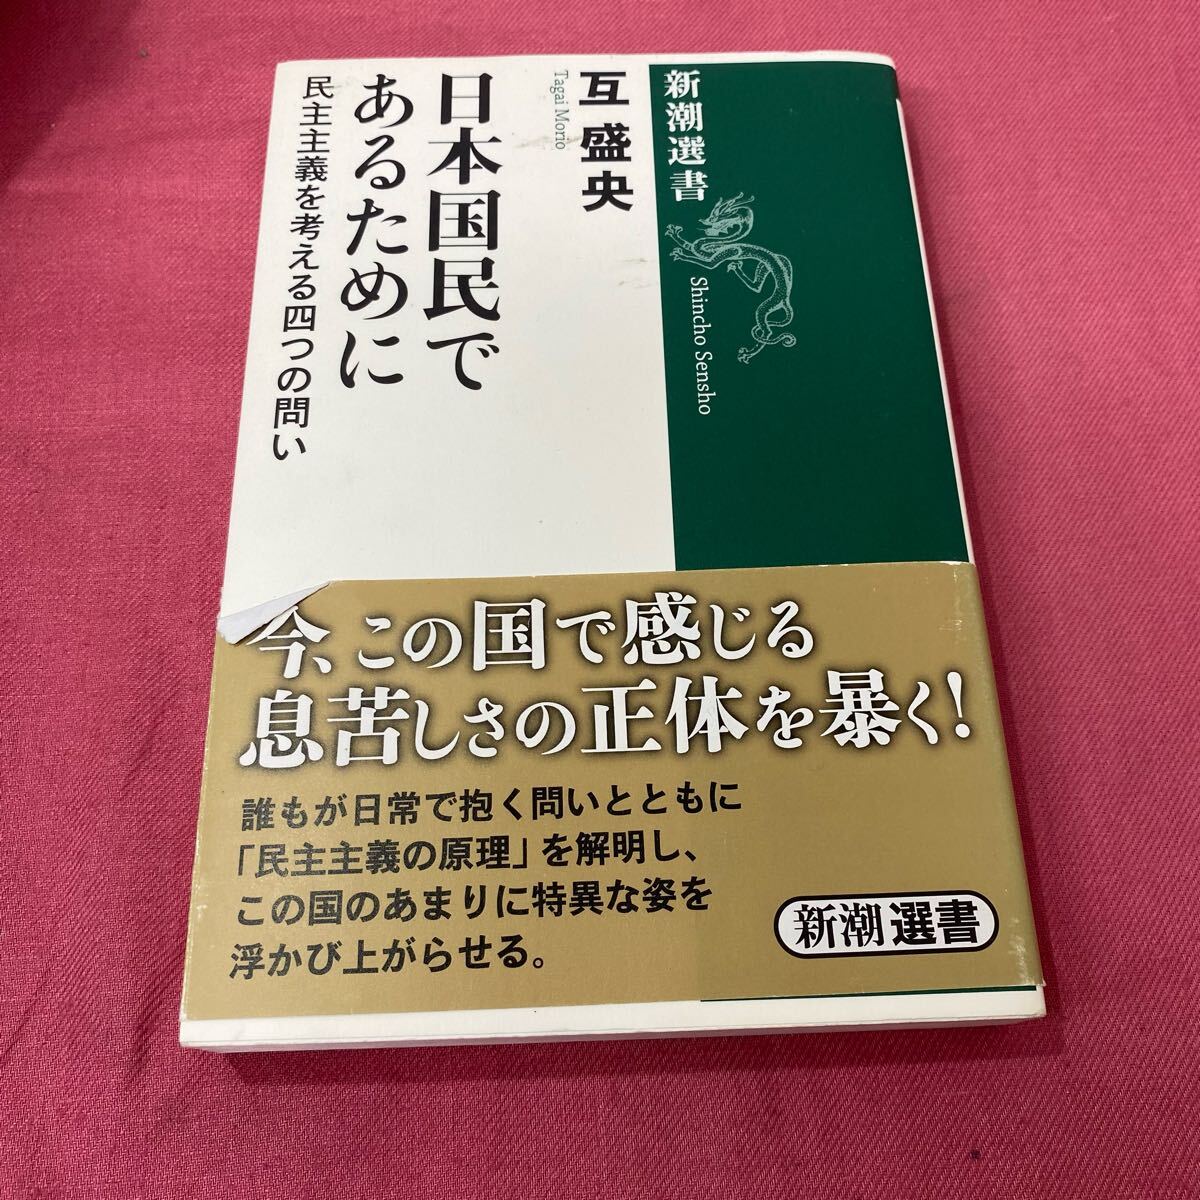 新潮選書
Shincho Sensho
互 盛央
Tagai Morio
日本国民で
あるために
民主主義を考える四つの問い
今、この国で感じる
息苦しさの正体を暴く!
誰もが日常で抱く問いとともに
「民主主義の原理」を解明し、
この国のあまりに特異な姿を
浮かび上がらせる。
新潮選書